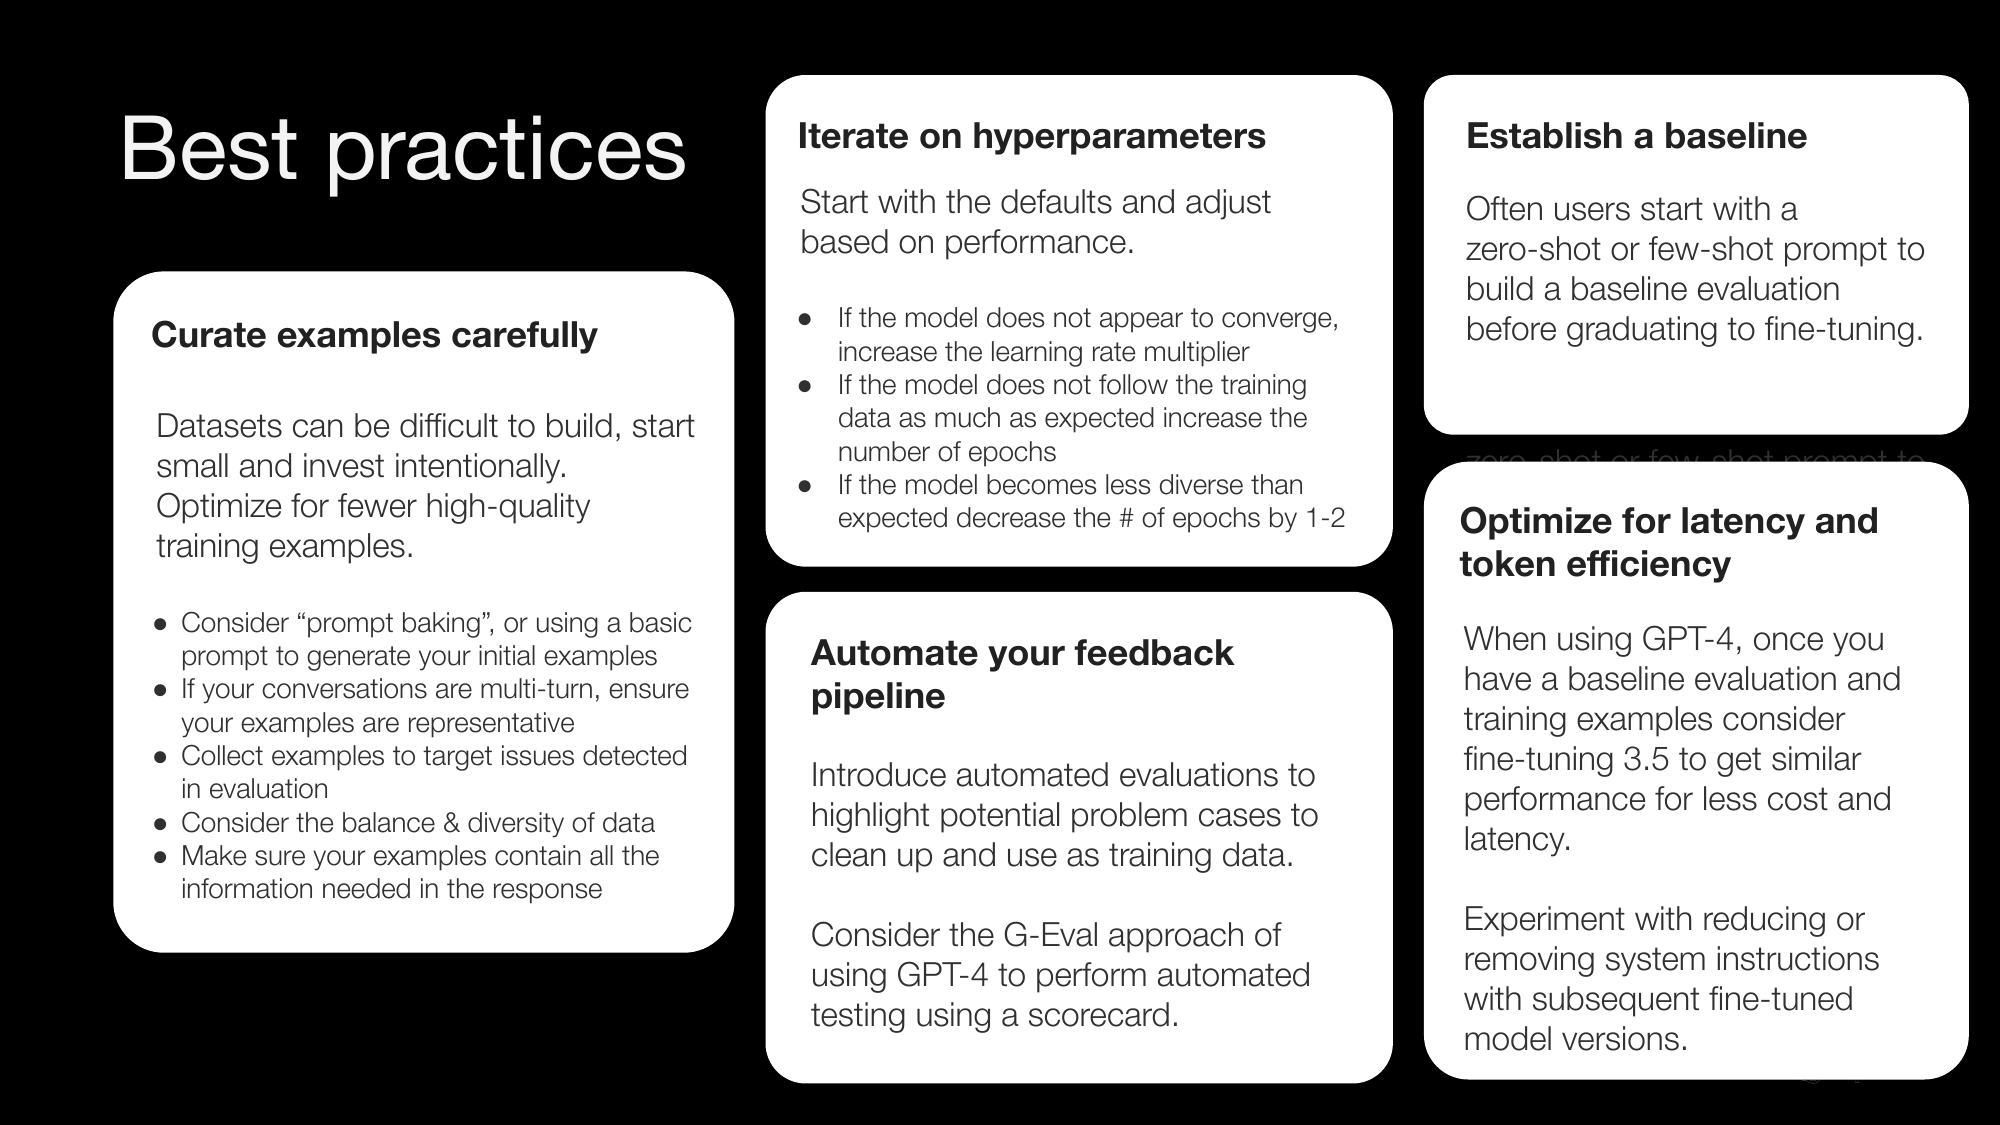 Best practices
Curate examples carefully
Datasets can be difficult to build, start
small and invest intentionally.
Optimize for fewer high-quality
training examples.
● Consider “prompt baking”, or using a basic
prompt to generate your initial examples
● If your conversations are multi-turn, ensure
your examples are representative
● Collect examples to target issues detected
in evaluation
● Consider the balance & diversity of data
● Make sure your examples contain all the
information needed in the response
Iterate on hyperparameters
Start with the defaults and adjust
based on performance.
● If the model does not appear to converge,
increase the learning rate multiplier
● If the model does not follow the training
data as much as expected increase the
number of epochs
● If the model becomes less diverse than
expected decrease the # of epochs by 1-2
Automate your feedback
pipeline
Introduce automated evaluations to
highlight potential problem cases to
clean up and use as training data.
Consider the G-Eval approach of
using GPT-4 to perform automated
testing using a scorecard.
Establish a baseline
Often users start with a
zero-shot or few-shot prompt to
build a baseline evaluation
before graduating to fine-tuning.
zero-shot or few-shot prompt to
Optimize for latency and
token efficiency
When using GPT-4, once you
have a baseline evaluation and
training examples consider
fine-tuning 3.5 to get similar
performance for less cost and
latency.
Experiment with reducing or
removing system instructions
with subsequent fine-tuned
model versions.